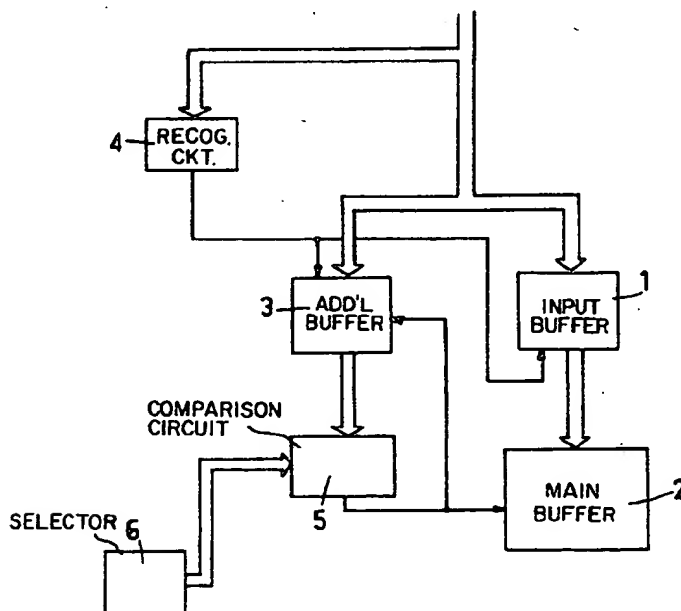 4
RECOG.
CKT.
3
ADD'L
BUFFER
1
INPUT
BUFFER
COMPARISON
CIRCUIT
5
MAIN
BUFFER
2
SELECTOR
6